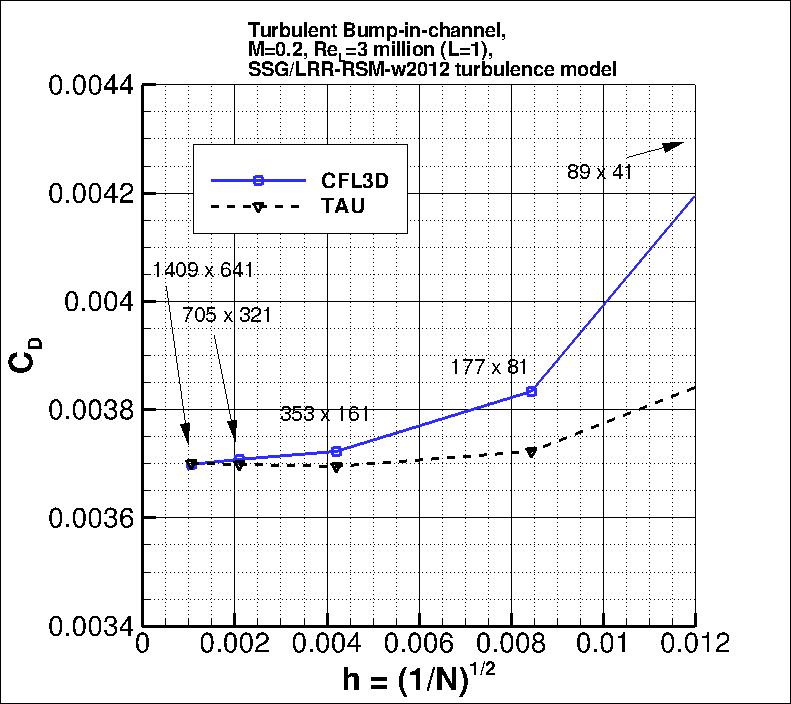 Turbulent Bump-in-channel,
M=0.2, ReL=3 million (L=1),
SSG/LRR-RSM-w2012 turbulence model
0.0044
89 x 41
CFL3D
0.0042
TAU
1409 x 641
0.004
705 x 321
CD
177 x 81
0.0038
353 x 161
0.0036
0.0034
0 0.002 0.004 0.006 0.008 0.01 0.012
h = (1/N)1/2